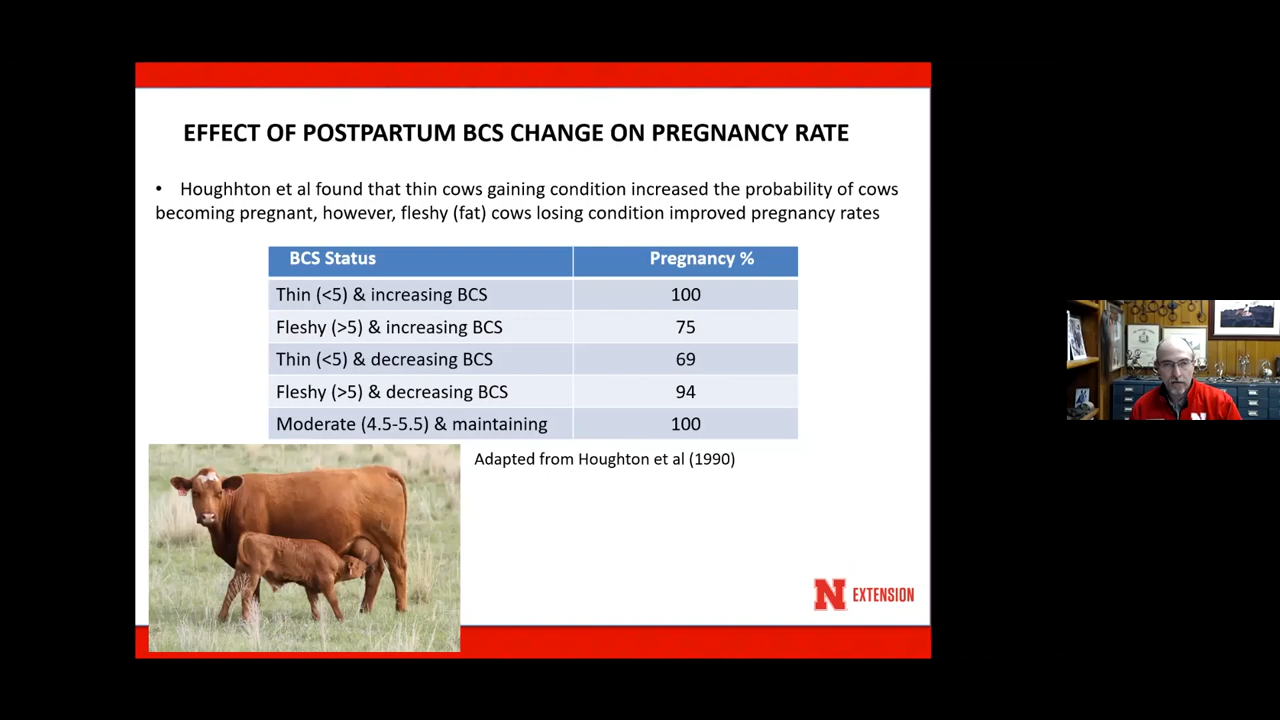 EFFECT OF POSTPARTUM BCS CHANGE ON PREGNANCY RATE
• Houghhton et al found that thin cows gaining condition increased the probability of cows
becoming pregnant, however, fleshy (fat) cows losing condition improved pregnancy rates
BCS Status Pregnancy %
Thin (<5) & increasing BCS 100
Fleshy (>5) & increasing BCS 75
Thin (<5) & decreasing BCS 69
Fleshy (>5) & decreasing BCS 94
Moderate (4.5-5.5) & maintaining 100
Adapted from Houghton et al (1990)
N EXTENSION
N